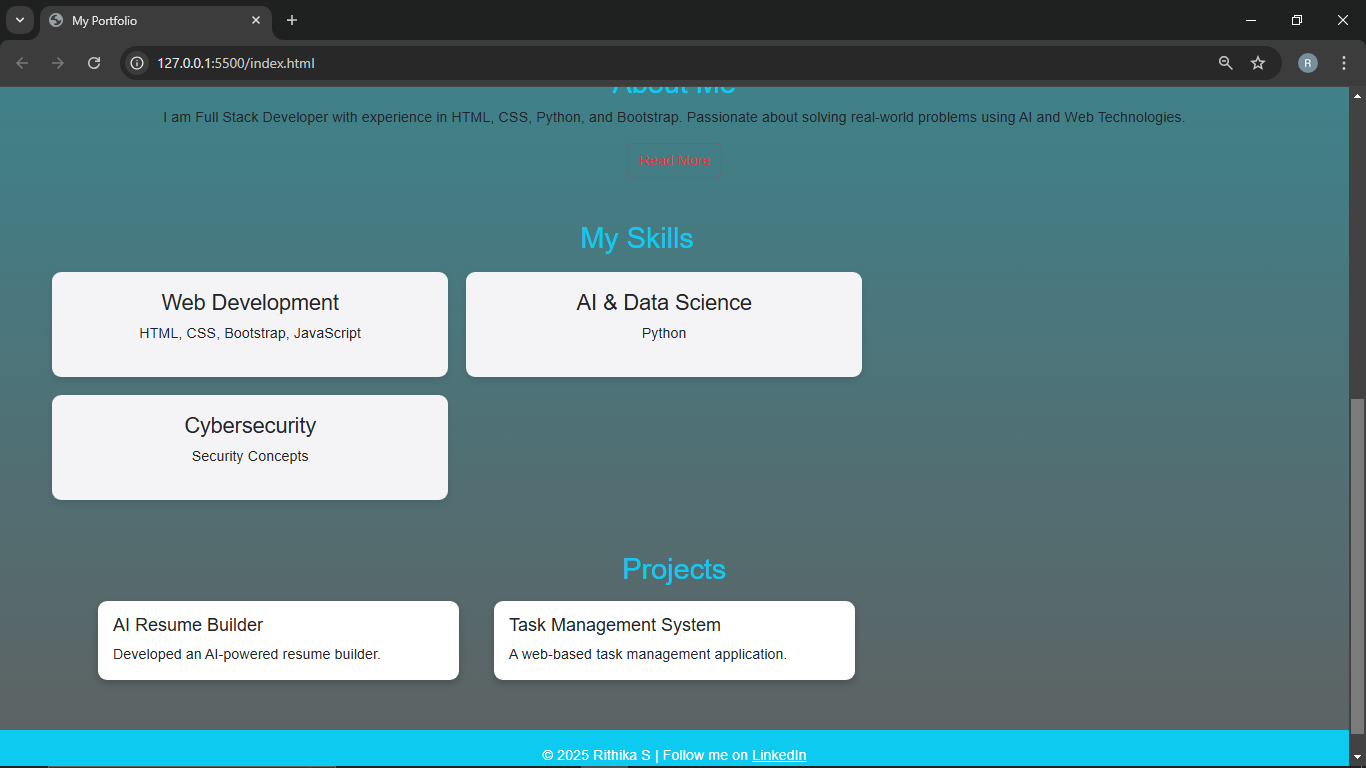 My Portfolio
127.0.0.1:5500/index.html
R
About Me
I am Full Stack Developer with experience in HTML, CSS, Python, and Bootstrap. Passionate about solving real-world problems using AI and Web Technologies.
Read More
My Skills
Web Development
HTML, CSS, Bootstrap, JavaScript
AI & Data Science
Python
Cybersecurity
Security Concepts
Projects
AI Resume Builder
Developed an AI-powered resume builder.
Task Management System
A web-based task management application.
© 2025 Rithika S | Follow me on LinkedIn